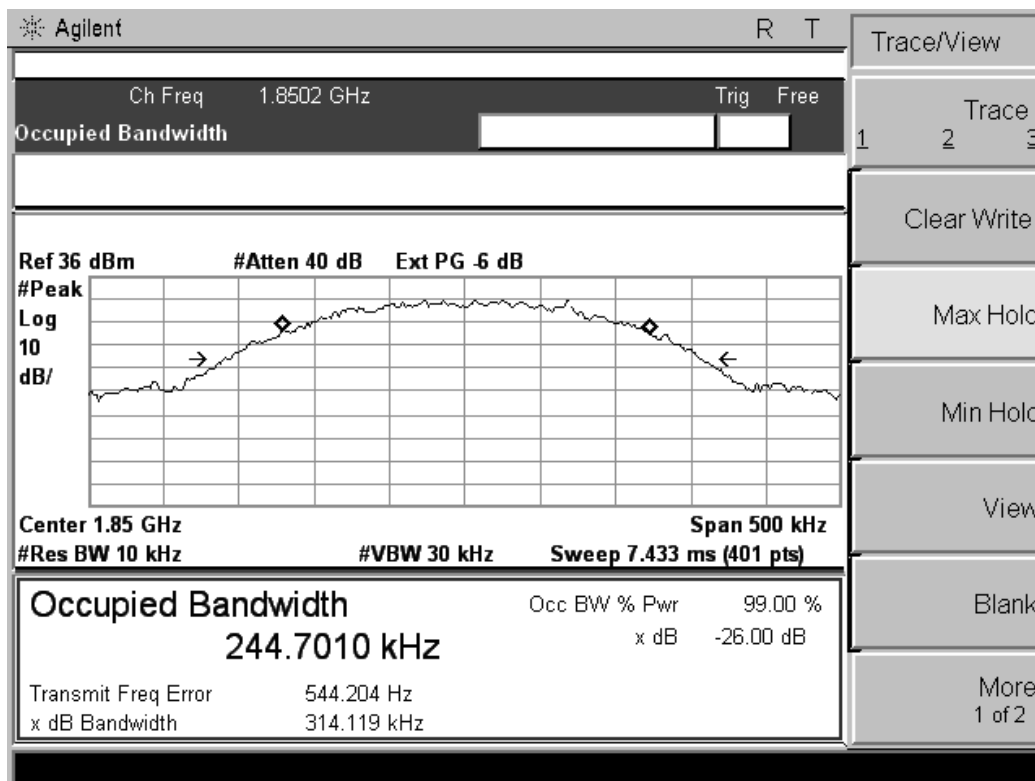 Agilent R T
Ch Freq 1.8502 GHz Trig Free
Occupied Bandwidth
Ref 36 dBm #Atten 40 dB Ext PG -6 dB
#Peak
Log
10
dB/
Center 1.85 GHz Span 500 kHz
#Res BW 10 kHz #VBW 30 kHz Sweep 7.433 ms (401 pts)
Occupied Bandwidth Occ BW % Pwr 99.00 %
244.7010 kHz x dB -26.00 dB
Transmit Freq Error 544.204 Hz
x dB Bandwidth 314.119 kHz
Trace/View
Trace
1 2 3
Clear Write
Max Hold
Min Hold
View
Blank
More
1 of 2